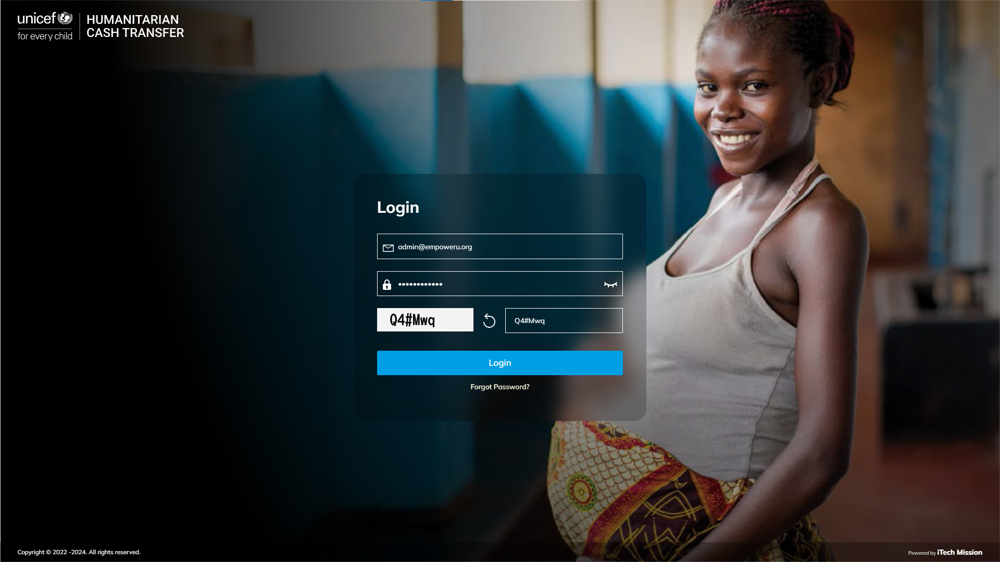 unicef
for every child
HUMANITARIAN
CASH TRANSFER
Login
admin@empoweru.org
••••••••••••
Q4#Mwq
Q4#Mwq
Login
Forgot Password?
Copyright © 2022 -2024. All rights reserved.
Powered by iTech Mission